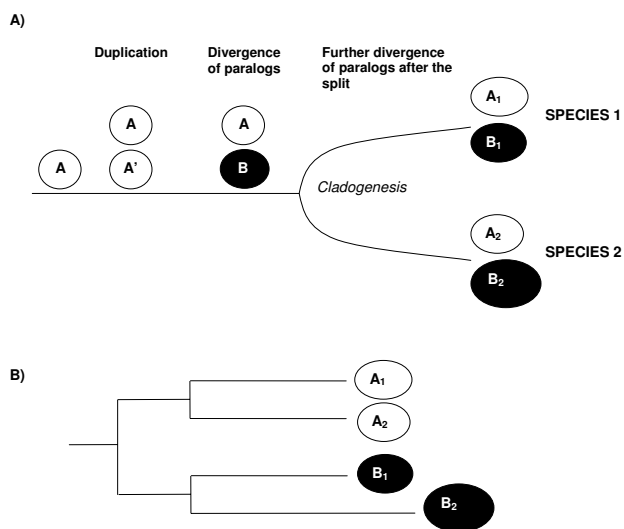 A)
Duplication
Divergence
of paralogs
Further divergence
of paralogs after the
split
A
A
A'
A
B
Cladogenesis
A₁
B₁
SPECIES 1
A₂
B₂
SPECIES 2
B)
A₁
A₂
B₁
B₂